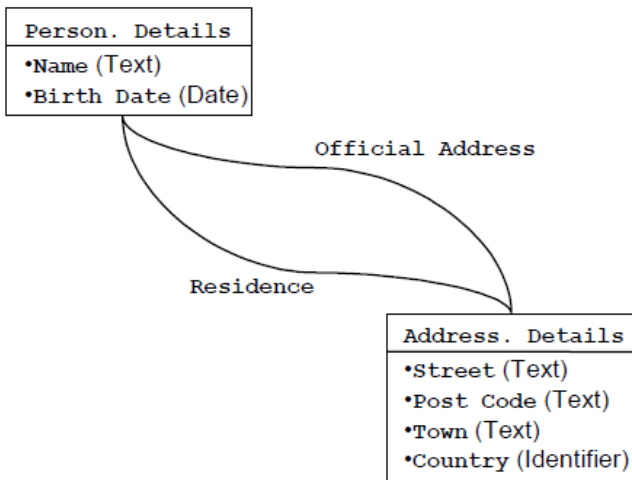 Person. Details
•Name (Text)
•Birth Date (Date)
Official Address
Residence
Address. Details
•Street (Text)
•Post Code (Text)
•Town (Text)
•Country (Identifier)